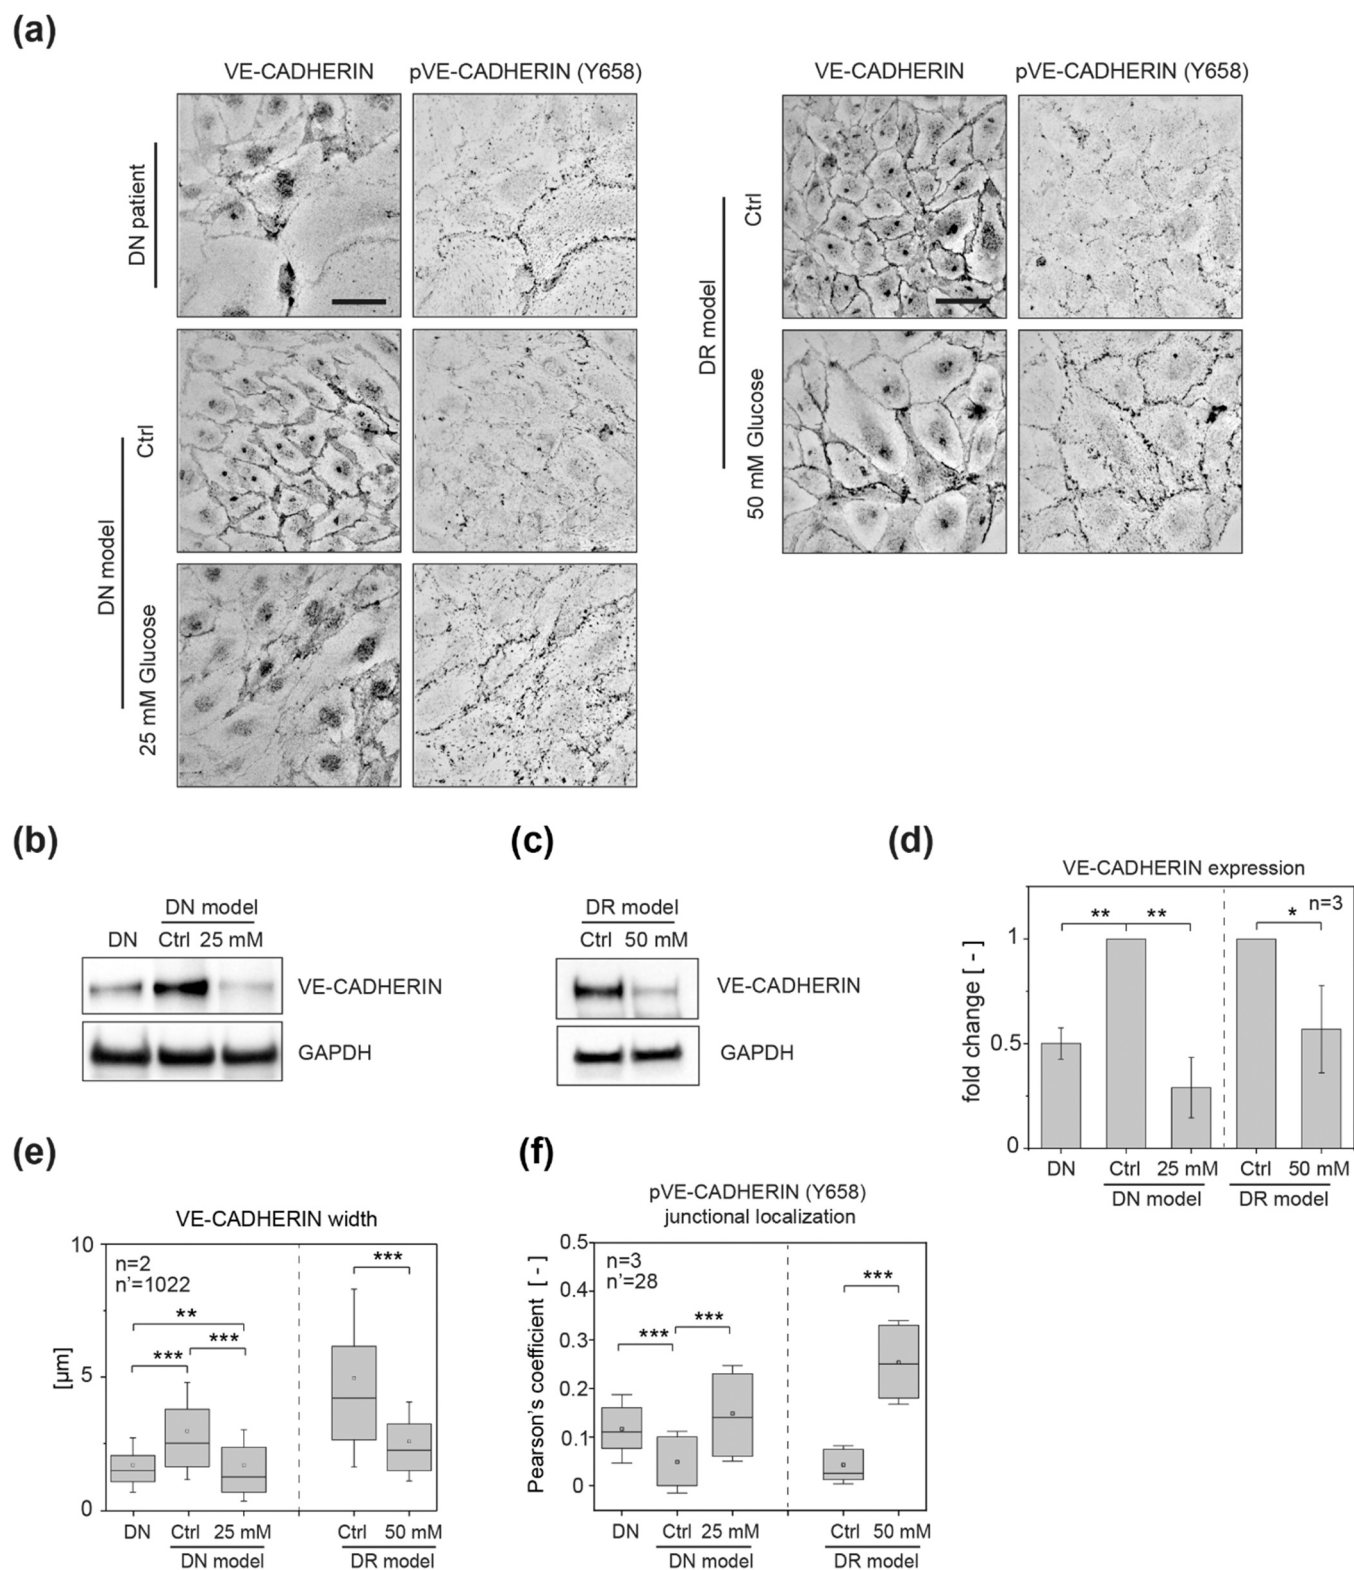 (a)
VE-CADHERIN pVE-CADHERIN (Y658)
DN patient
DN model
Ctrl
25 mM Glucose
VE-CADHERIN pVE-CADHERIN (Y658)
DR model
Ctrl
50 mM Glucose
(b)
DN model
DN Ctrl 25 mM
VE-CADHERIN
GAPDH
(c)
DR model
Ctrl 50 mM
VE-CADHERIN
GAPDH
(d)
VE-CADHERIN expression
n=3
** ** *
fold change [ - ]
1
0.5
0
DN Ctrl 25 mM Ctrl 50 mM
DN model DR model
(e)
VE-CADHERIN width
10
n=2
n'=1022
***
**
***
***
[µm]
5
0
DN Ctrl 25 mM Ctrl 50 mM
DN model DR model
(f)
pVE-CADHERIN (Y658)
junctional localization
0.5
n=3
n'=28
***
***
***
Pearson's coefficient [ - ]
0.4
0.3
0.2
0.1
0
DN Ctrl 25 mM Ctrl 50 mM
DN model DR model